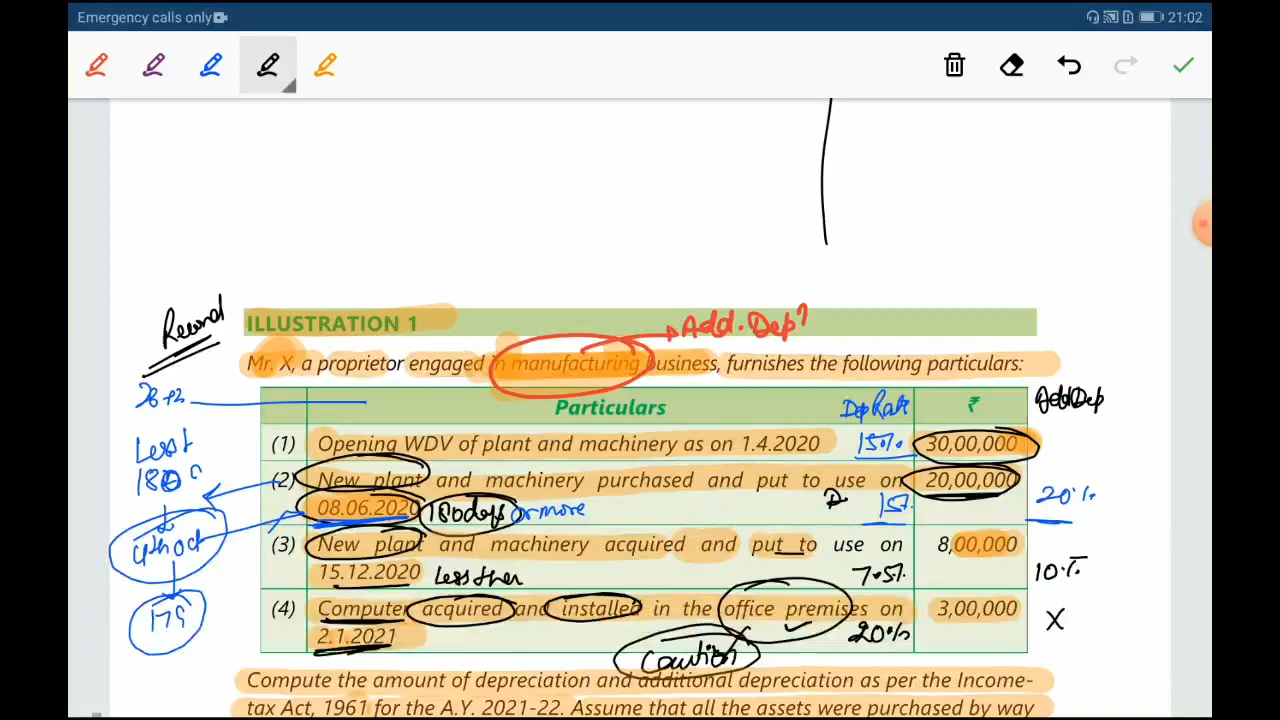 Emergency calls only
21:02
Record
ILLUSTRATION 1
Add. Dep?
Mr. X, a proprietor engaged in manufacturing business, furnishes the following particulars:
Particulars Dep Rate ₹ Add Dep
(1) Opening WDV of plant and machinery as on 1.4.2020 15% 30,00,000
Less t
180
(2) New plant and machinery purchased and put to use on 20,00,000
08.06.2020 180 days or more 15% 20%
4th Oct
(3) New plant and machinery acquired and put to use on 8,00,000
15.12.2020 Less then 7.5% 10%
179
(4) Computer acquired and installed in the office premises on 3,00,000
2.1.2021 20% X
Caution
Compute the amount of depreciation and additional depreciation as per the Income-
tax Act, 1961 for the A.Y. 2021-22. Assume that all the assets were purchased by way